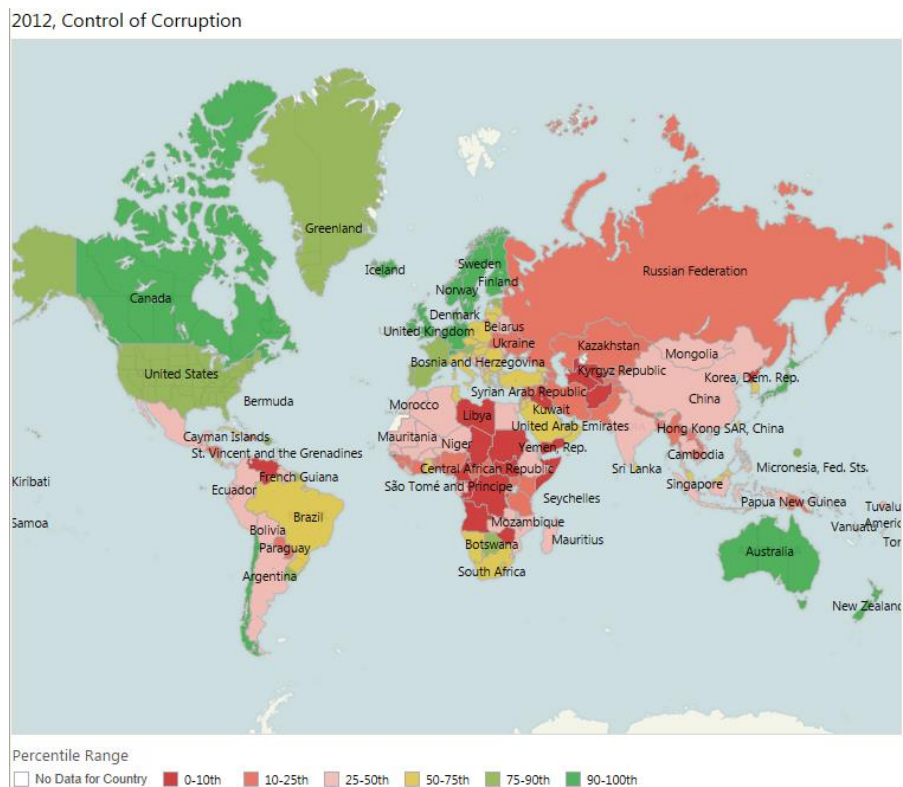 2012, Control of Corruption
Greenland
Iceland
Sweden
Finland
Norway
Russian Federation
Canada
Denmark
United Kingdom
Belarus
Ukraine
Kazakhstan
Mongolia
Bosnia and Herzegovina
Kyrgyz Republic
United States
Korea, Dem. Rep.
Syrian Arab Republic
China
Bermuda
Morocco
Libya
Kuwait
United Arab Emirates
Hong Kong SAR, China
Cayman Islands
Mauritania
Niger
Yemen, Rep.
Cambodia
St. Vincent and the Grenadines
Central African Republic
Sri Lanka
Micronesia, Fed. Sts.
Kiribati
French Guiana
Ecuador
São Tomé and Principe
Seychelles
Singapore
Papua New Guinea
Tuvalu
Samoa
Brazil
Mozambique
Vanuatu
Americ
Bolivia
Mauritius
Tor
Paraguay
Botswana
Australia
Argentina
South Africa
New Zealand
Percentile Range
No Data for Country 0-10th 10-25th 25-50th 50-75th 75-90th 90-100th